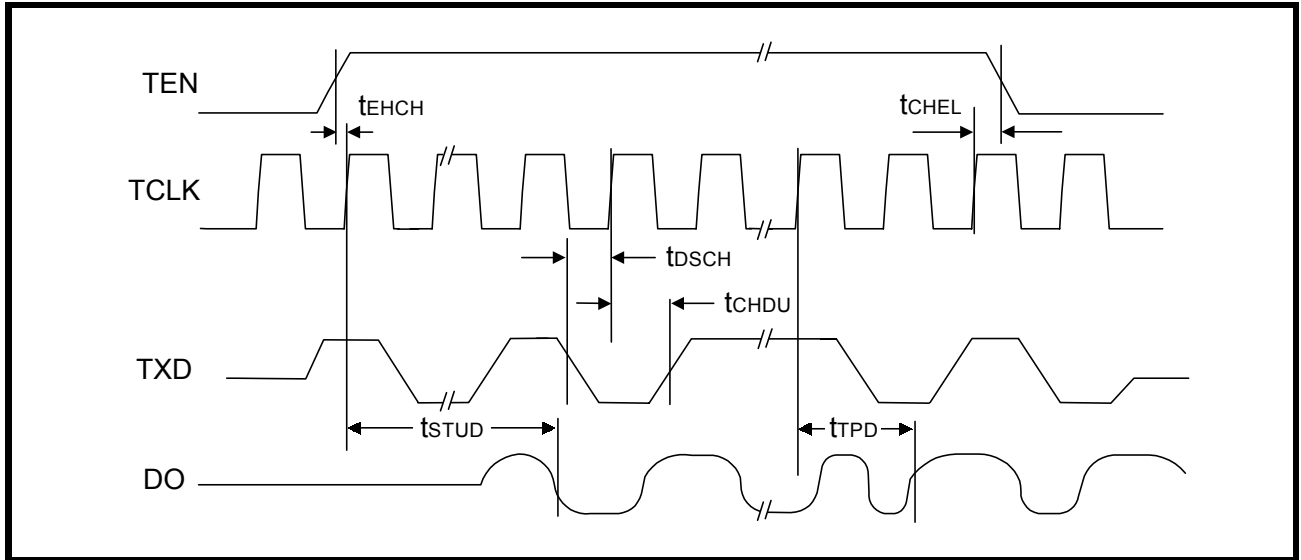 TEN
tEHCH
tCHEL
TCLK
tDSCH
tCHDU
TXD
tSTUD
tTPD
DO